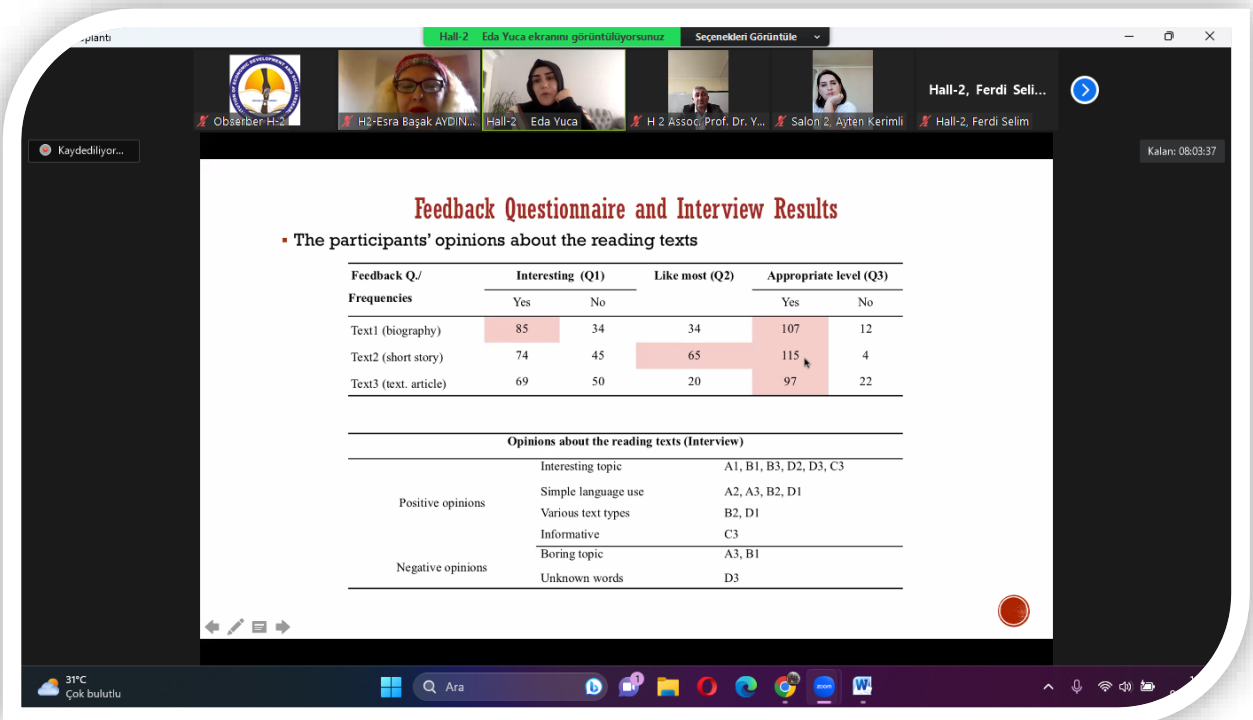 oplantı
Hall-2 Eda Yuca ekranını görüntülüyorsunuz Seçenekleri Görüntüle
Hall-2, Ferdi Seli...
Obserber H-2
H2-Esra Başak AYDIN...
Hall-2 Eda Yuca
H 2 Assoc. Prof. Dr. Y...
Salon 2, Ayten Kerimli
Hall-2, Ferdi Selim
Kaydediliyor...
Kalan: 08:03:37
Feedback Questionnaire and Interview Results
The participants' opinions about the reading texts
Feedback Q./ Interesting (Q1) Like most (Q2) Appropriate level (Q3)
Frequencies Yes No Yes No
Text1 (biography) 85 34 34 107 12
Text2 (short story) 74 45 65 115 4
Text3 (text. article) 69 50 20 97 22
Opinions about the reading texts (Interview)
Positive opinions
Interesting topic A1, B1, B3, D2, D3, C3
Simple language use A2, A3, B2, D1
Various text types B2, D1
Informative C3
Negative opinions
Boring topic A3, B1
Unknown words D3
31°C
Çok bulutlu
Ara
1
zoom
W